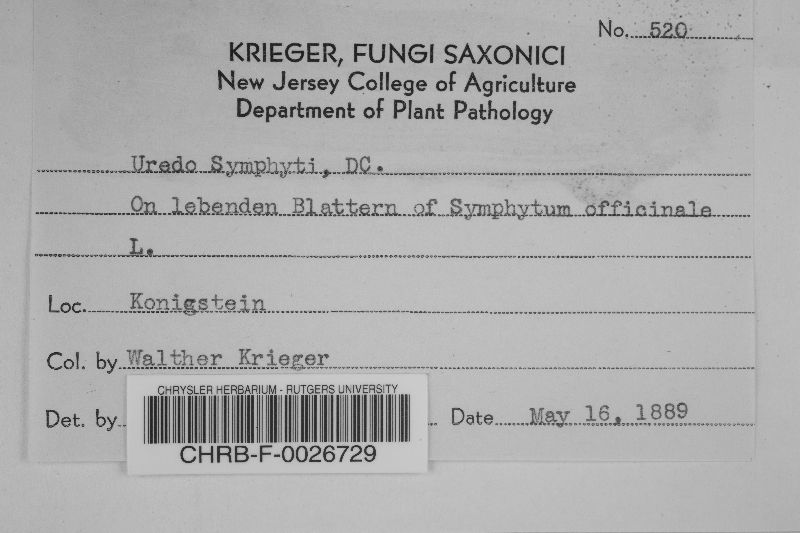 No. 520
KRIEGER, FUNGI SAXONICI
New Jersey College of Agriculture
Department of Plant Pathology
Uredo Symphyti, DC.
On lebenden Blattern of Symphytum officinale
L.
Loc. Konigstein
Col. by Walther Krieger
Det. by
Date May 16, 1889
CHRYSLER HERBARIUM - RUTGERS UNIVERSITY
CHRB-F-0026729